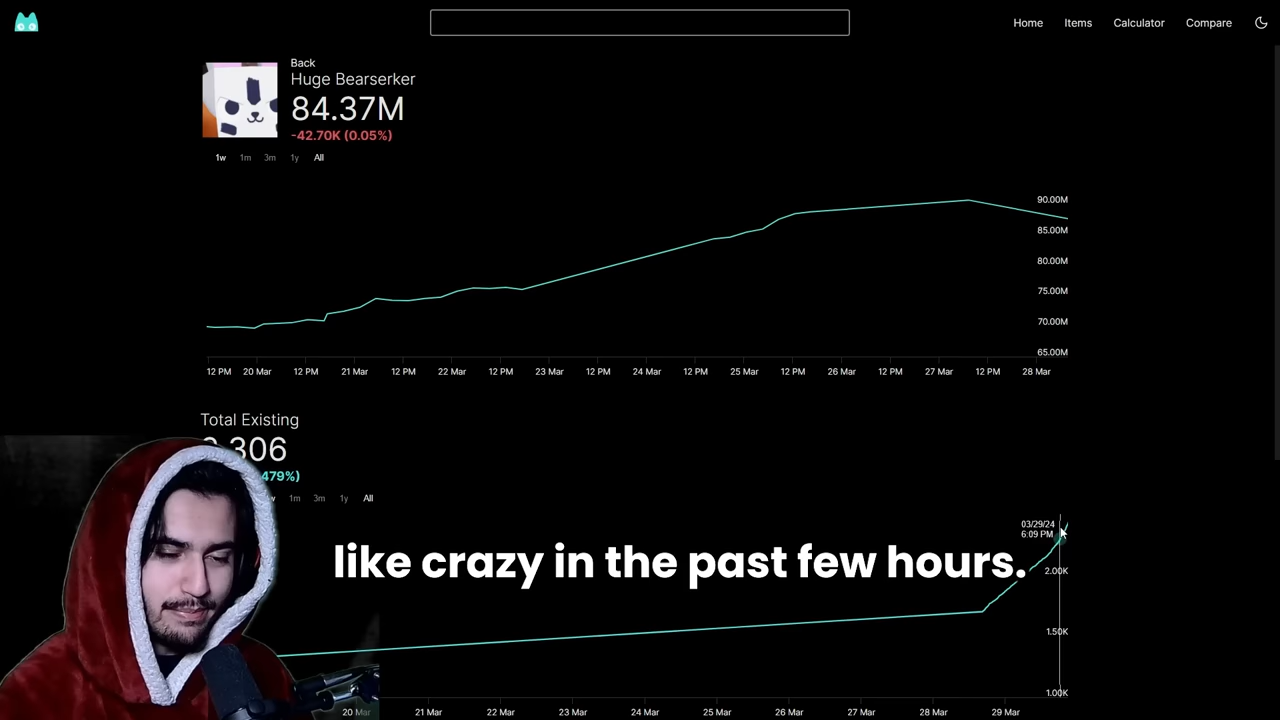 Home Items Calculator Compare
Back
Huge Bearserker
84.37M
-42.70K (0.05%)
1w 1m 3m 1y All
90.00M
85.00M
80.00M
75.00M
70.00M
65.00M
12 PM 20 Mar 12 PM 21 Mar 12 PM 22 Mar 12 PM 23 Mar 12 PM 24 Mar 12 PM 25 Mar 12 PM 26 Mar 12 PM 27 Mar 12 PM 28 Mar
Total Existing
306
479%)
1m 3m 1y All
03/29/24
6:09 PM
like crazy in the past few hours.
2.00K
1.50K
1.00K
20 Mar 21 Mar 22 Mar 23 Mar 24 Mar 25 Mar 26 Mar 27 Mar 28 Mar 29 Mar